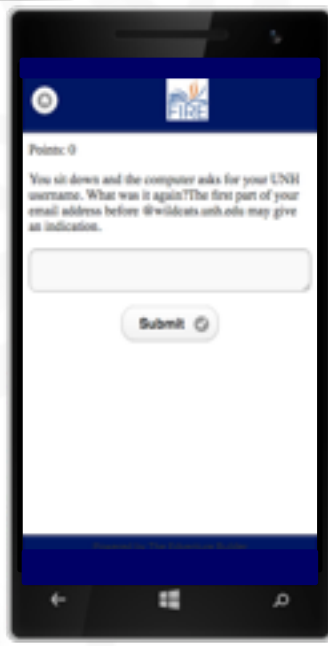 FIRE
Points: 0
You sit down and the computer asks for your UNH
username. What was it again?The first part of your
email address before @wildcats.unh.edu may give
an indication.
Submit